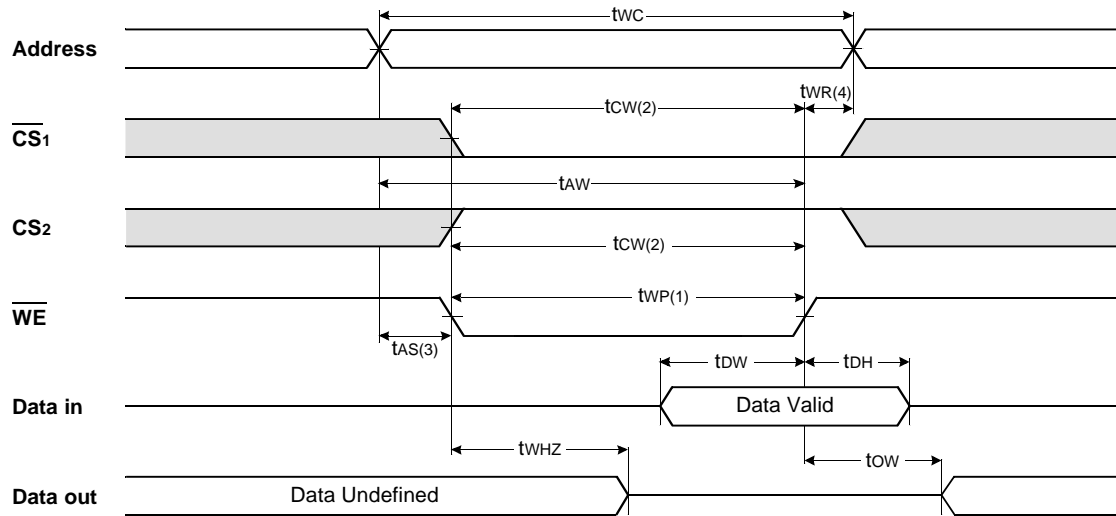 tWC
Address
tCW(2)
tWR(4)
CS1
tAW
CS2
tCW(2)
tWP(1)
WE
tAS(3)
tDW
tDH
Data in
Data Valid
tWHZ
tOW
Data out
Data Undefined